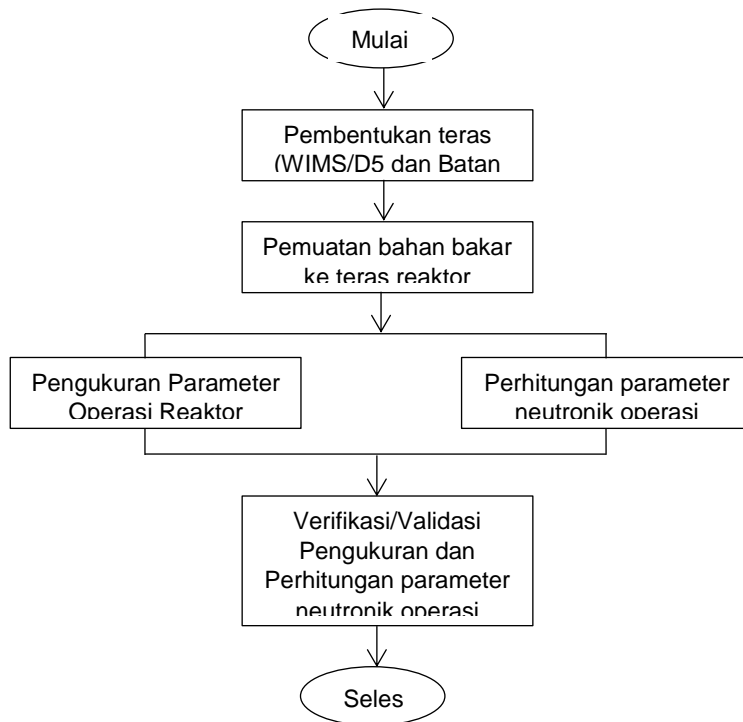 Mulai
Pembentukan teras
(WIMS/D5 dan Batan
Pemuatan bahan bakar
ke teras reaktor
Pengukuran Parameter
Operasi Reaktor
Perhitungan parameter
neutronik operasi
Verifikasi/Validasi
Pengukuran dan
Perhitungan parameter
neutronik operasi
Seles